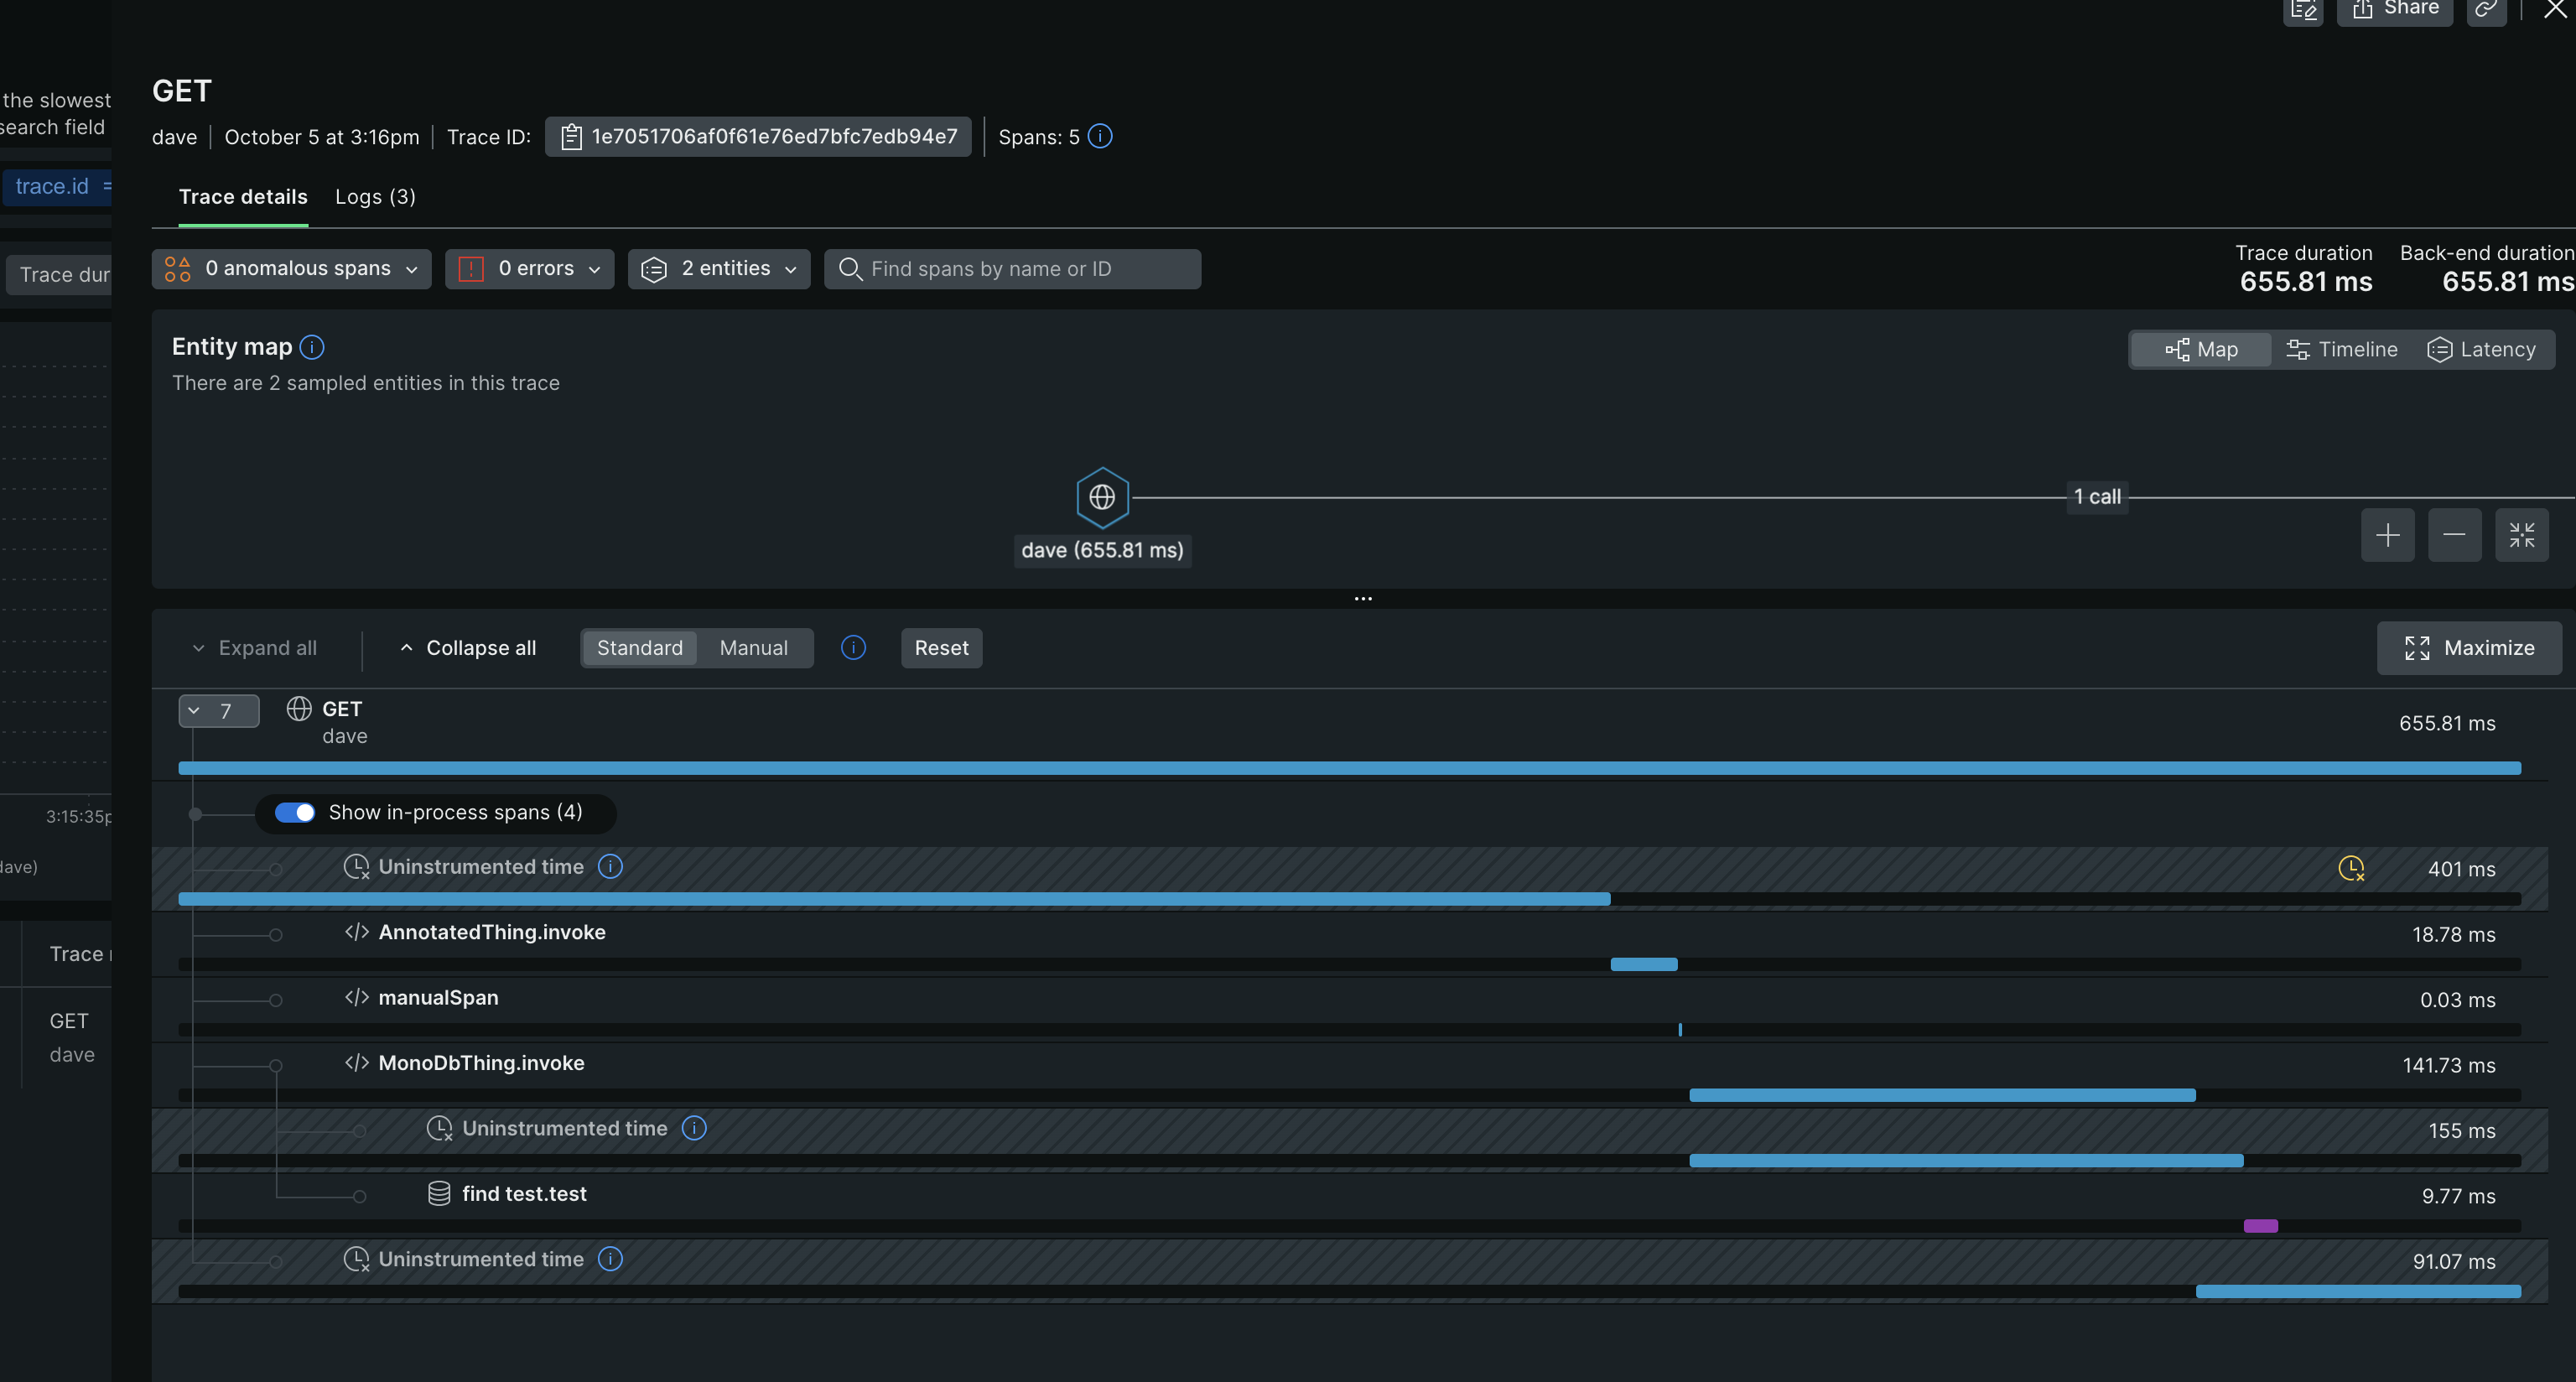 Share
the slowest
search field
trace.id =
Trace dur
3:15:35p
dave)
Trace
GET
dave
GET
dave
October 5 at 3:16pm
Trace ID:
1e7051706af0f61e76ed7bfc7edb94e7
Spans: 5
Trace details
Logs (3)
0 anomalous spans
0 errors
2 entities
Find spans by name or ID
Trace duration
655.81 ms
Back-end duration
655.81 ms
Entity map
There are 2 sampled entities in this trace
Map
Timeline
Latency
1 call
dave (655.81 ms)
...
Expand all
Collapse all
Standard
Manual
Reset
Maximize
7
GET
dave
655.81 ms
Show in-process spans (4)
Uninstrumented time
401 ms
</> AnnotatedThing.invoke
18.78 ms
</> manualSpan
0.03 ms
</> MonoDbThing.invoke
141.73 ms
Uninstrumented time
155 ms
find test.test
9.77 ms
Uninstrumented time
91.07 ms